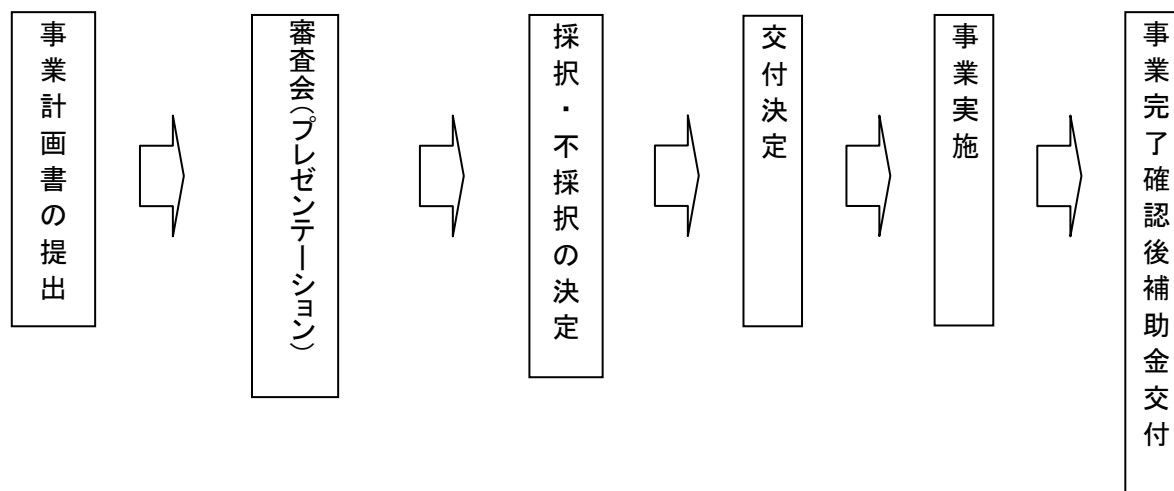 事業計画書の提出
審査会(プレゼンテーション)
採択・不採択の決定
交付決定
事業実施
事業完了確認後補助金交付